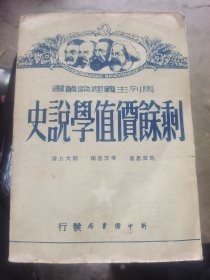 馬列主義理論叢書
剩餘價值學說史
馬克思著 考茨基編 郭大力譯
新中國書局發行